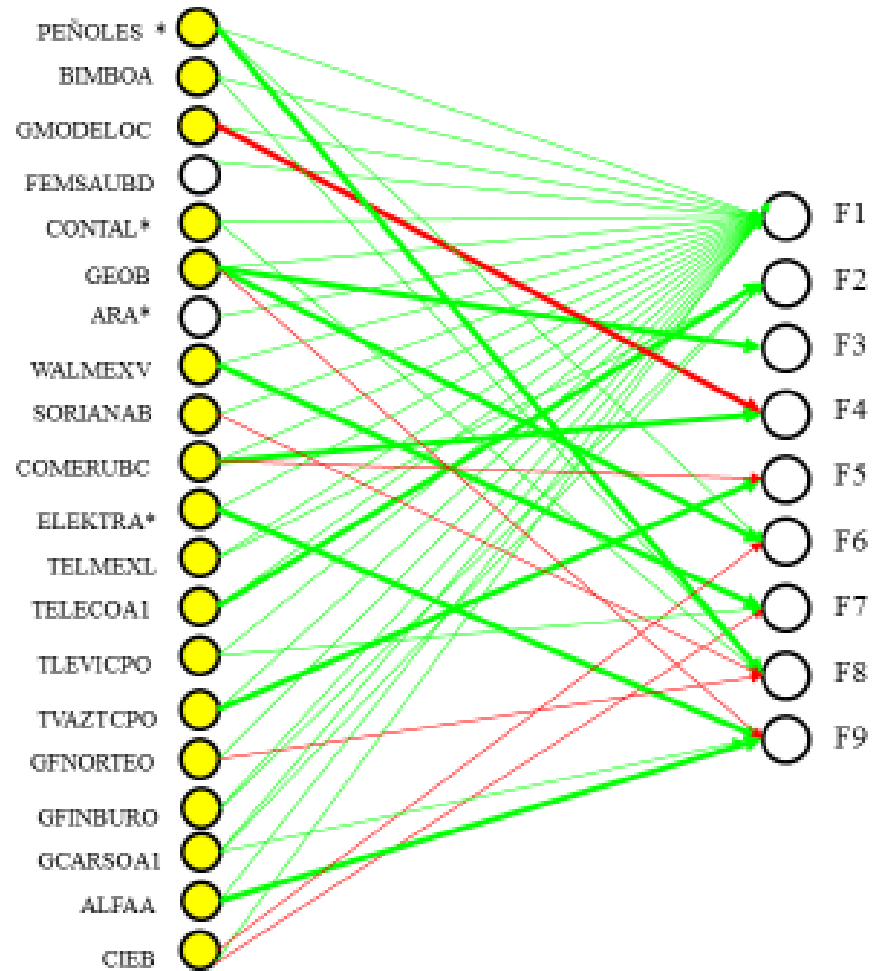 PEÑOLES *
BIMBOA
GMODELOC
FEMSAUBD
CONTAL*
GEOB
ARA*
WALMEXV
SORIANAB
COMERUBC
ELEKTRA*
TELMEXL
TELECOA1
TLEVICPO
TVAZTCPO
GFNORTEO
GFINBURO
GCARSOA1
ALFAA
CIEB
F1
F2
F3
F4
F5
F6
F7
F8
F9